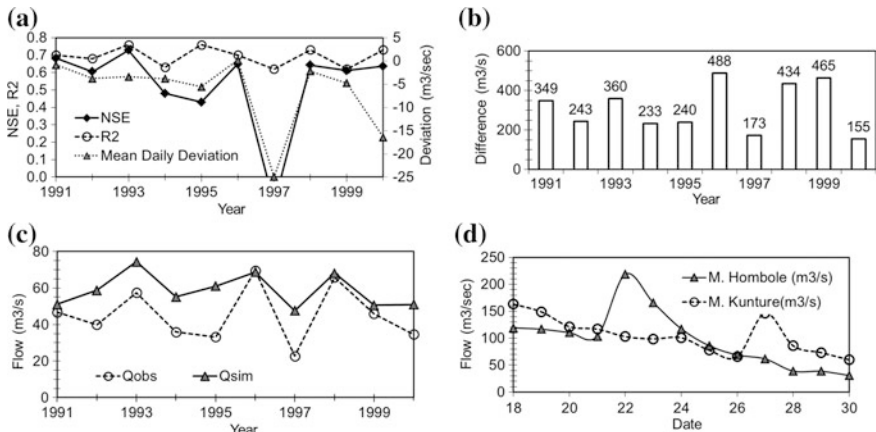 (a)
0.8
0.7
0.6
0.5
0.4
0.3
0.2
0.1
0.0
NSE, R2
5
0
-5
-10
-15
-20
-25
Deviation (m3/sec)
NSE
R2
Mean Daily Deviation
1991 1993 1995 1997 1999
Year
(b)
600
400
200
0
Difference (m3/s)
349 243 360 233 240 488 173 434 465 155
1991 1993 1995 1997 1999
Year
(c)
80
60
40
20
0
Flow (m3/s)
Qobs Qsim
1991 1993 1995 1997 1999
Year
(d)
250
200
150
100
50
0
Flow (m3/sec)
M. Hombole (m3/s)
M. Kunture(m3/s)
18 20 22 24 26 28 30
Date